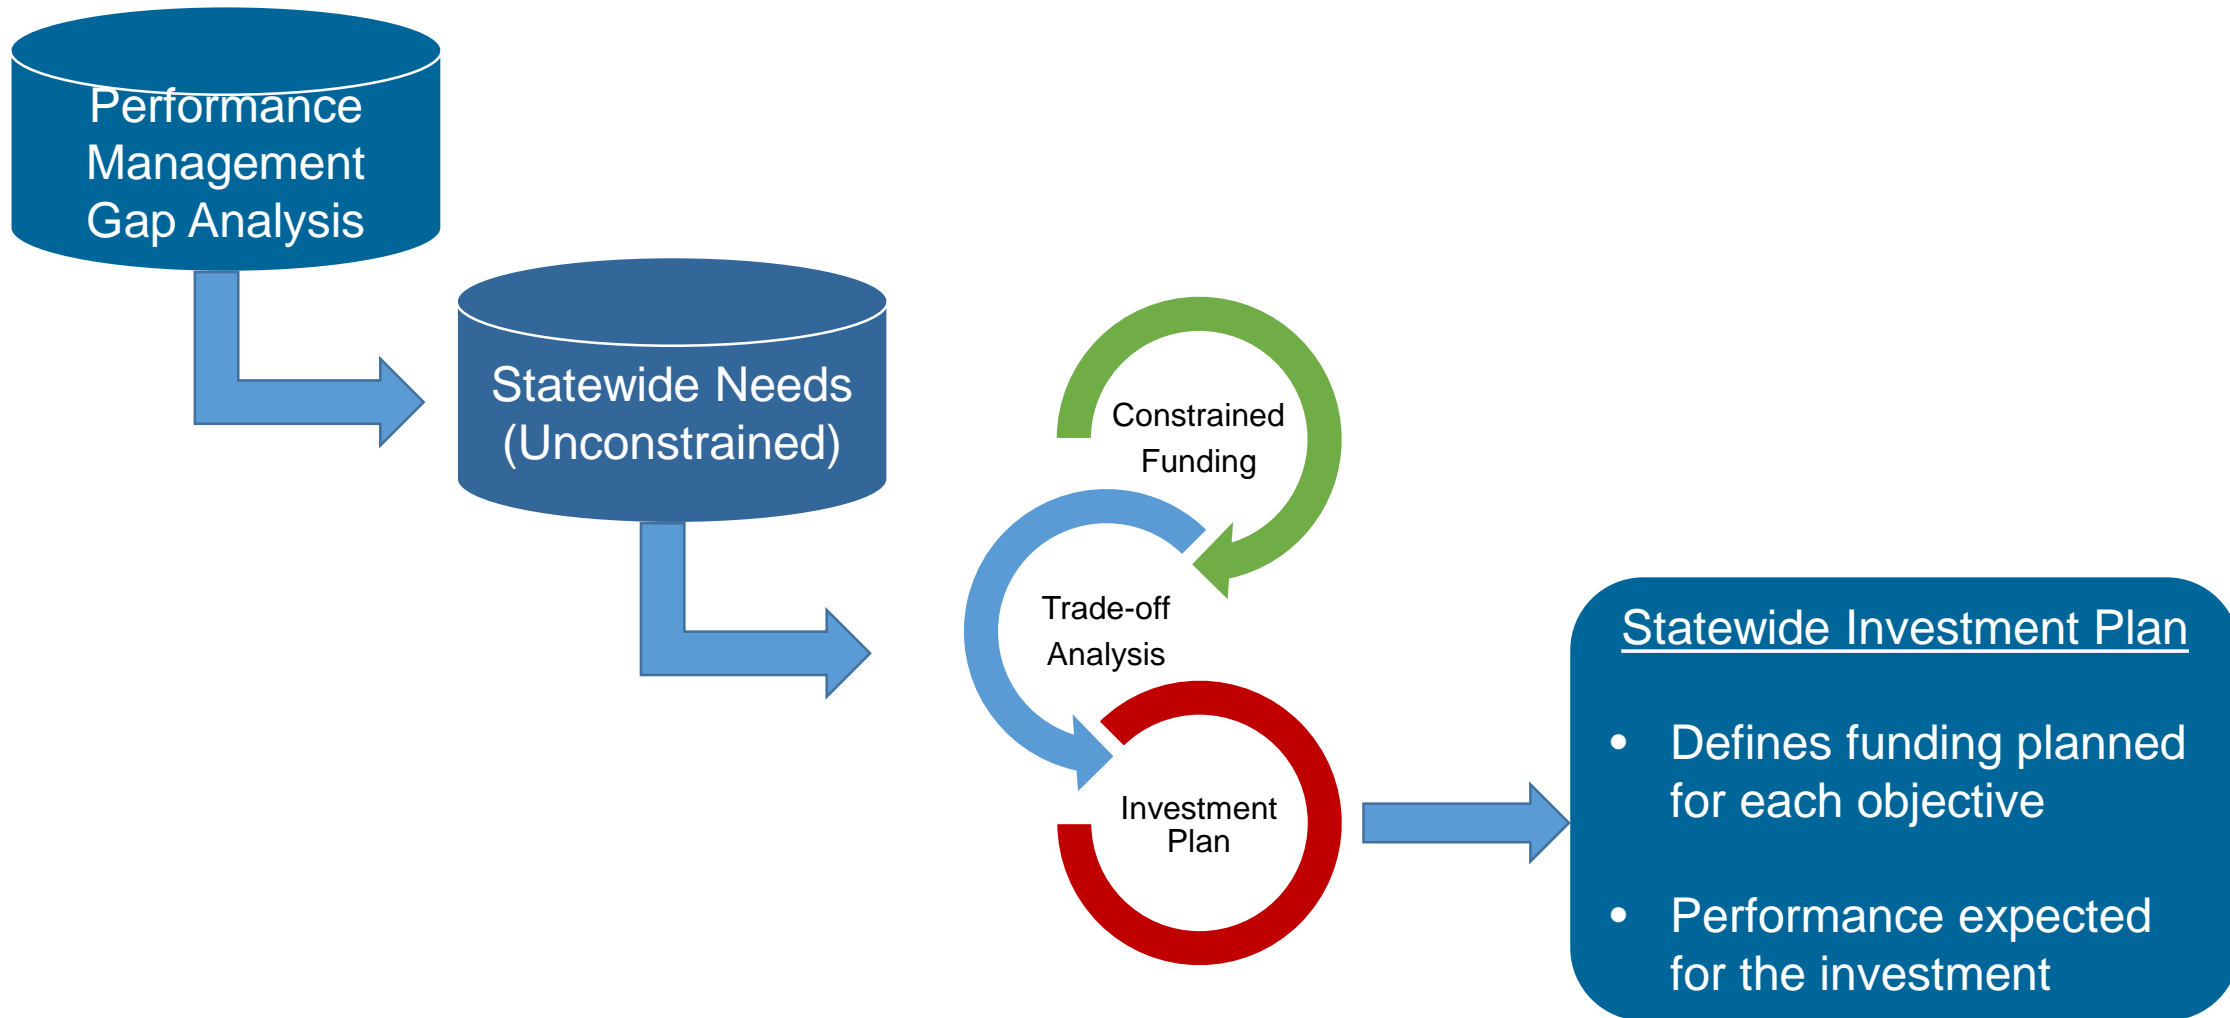 Performance
Management
Gap Analysis
Statewide Needs
(Unconstrained)
Constrained
Funding
Trade-off
Analysis
Investment
Plan
Statewide Investment Plan
• Defines funding planned
for each objective
• Performance expected
for the investment